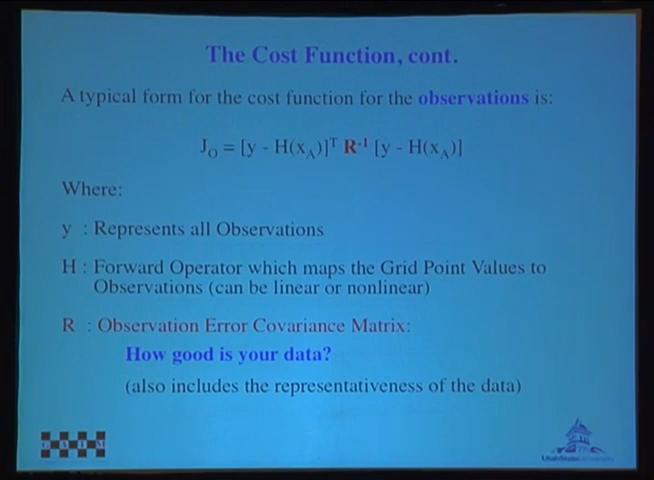 The Cost Function, cont.
A typical form for the cost function for the observations is:
J_O = [y - H(x_A)]^T R^-1 [y - H(x_A)]
Where:
y : Represents all Observations
H : Forward Operator which maps the Grid Point Values to
Observations (can be linear or nonlinear)
R : Observation Error Covariance Matrix:
How good is your data?
(also includes the representativeness of the data)
G A I M
UtahStateUniversity